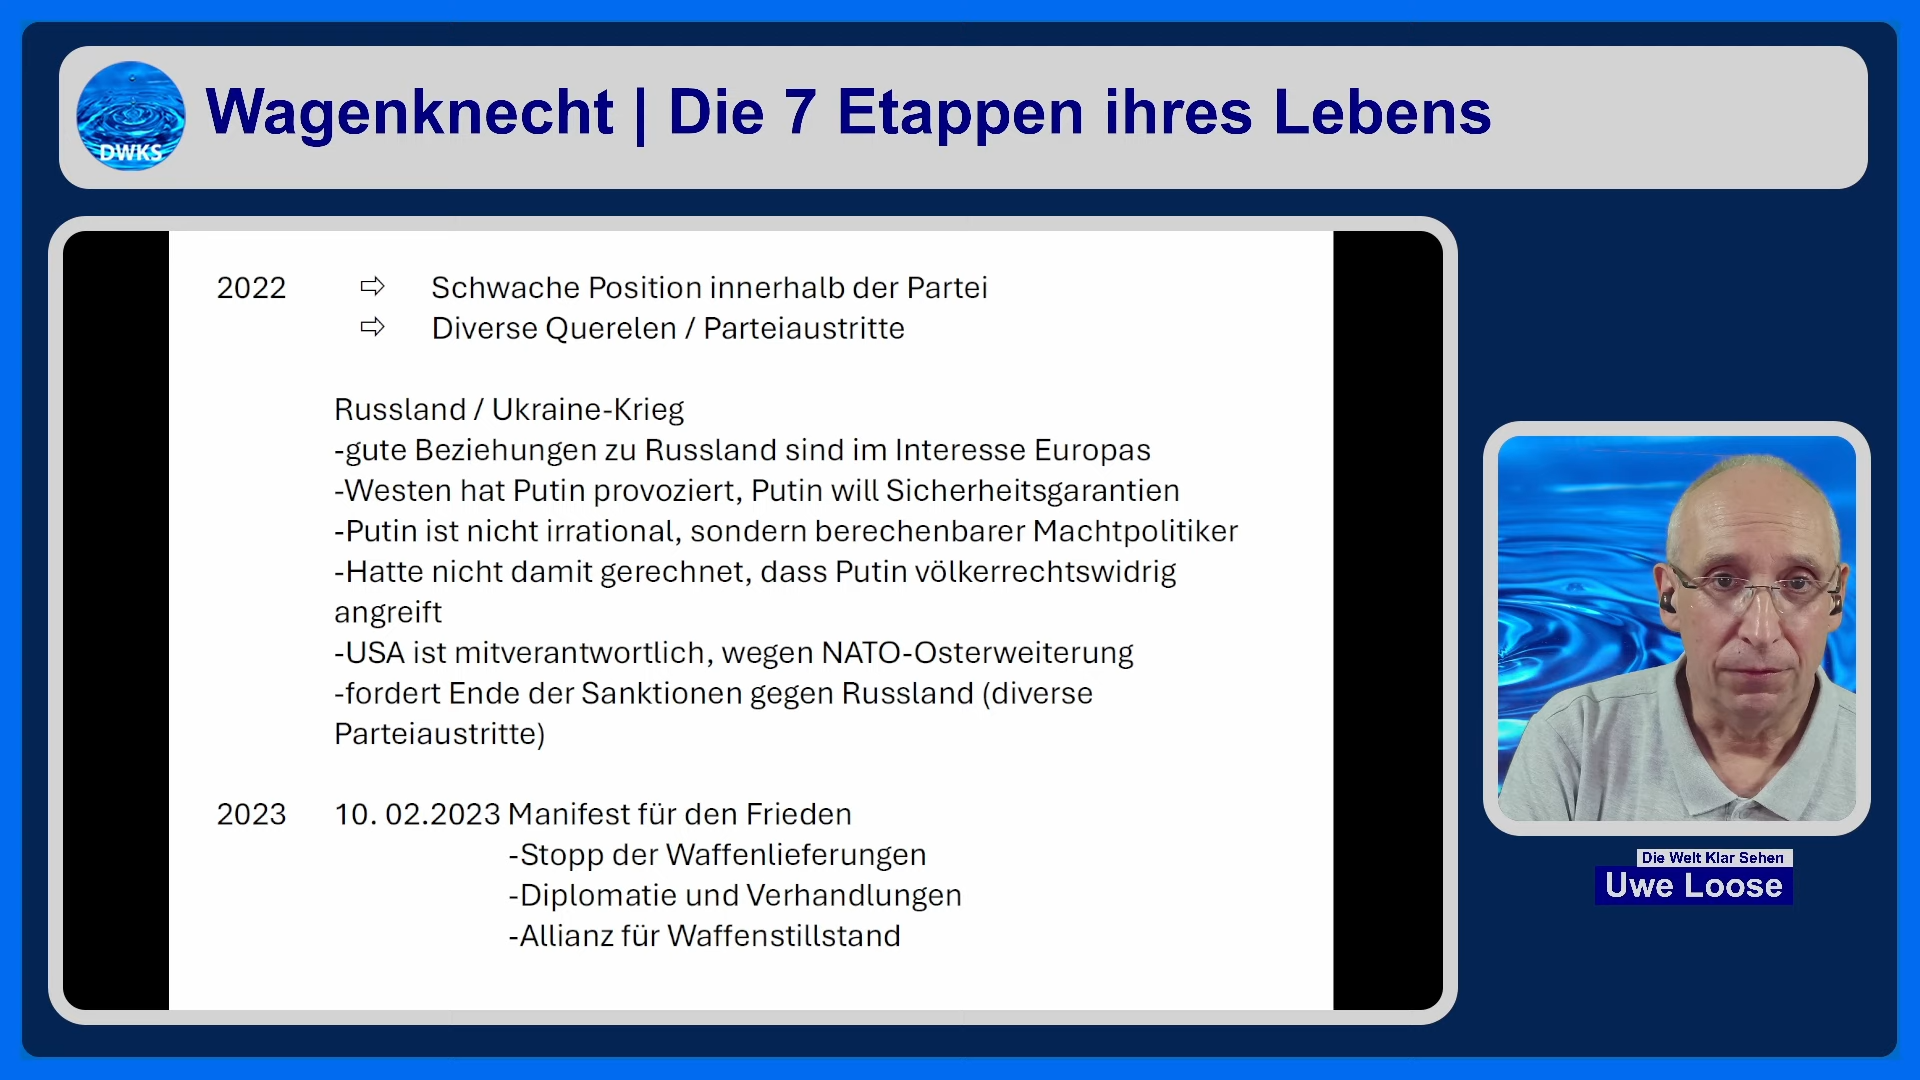 DWKS
Wagenknecht | Die 7 Etappen ihres Lebens
2022 ⇨ Schwache Position innerhalb der Partei
⇨ Diverse Querelen / Parteiaustritte
Russland / Ukraine-Krieg
-gute Beziehungen zu Russland sind im Interesse Europas
-Westen hat Putin provoziert, Putin will Sicherheitsgarantien
-Putin ist nicht irrational, sondern berechenbarer Machtpolitiker
-Hatte nicht damit gerechnet, dass Putin völkerrechtswidrig
angreift
-USA ist mitverantwortlich, wegen NATO-Osterweiterung
-fordert Ende der Sanktionen gegen Russland (diverse
Parteiaustritte)
2023 10. 02.2023 Manifest für den Frieden
-Stopp der Waffenlieferungen
-Diplomatie und Verhandlungen
-Allianz für Waffenstillstand
Die Welt Klar Sehen
Uwe Loose